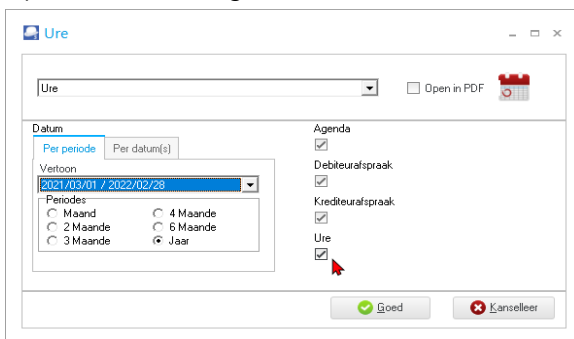 Ure
Ure
Open in PDF
Datum
Per periode Per datum(s)
Vertoon
2021/03/01 / 2022/02/28
Periodes
Maand 4 Maande
2 Maande 6 Maande
3 Maande Jaar
Agenda
Debiteurafspraak
Krediteurafspraak
Ure
Goed Kanselleer